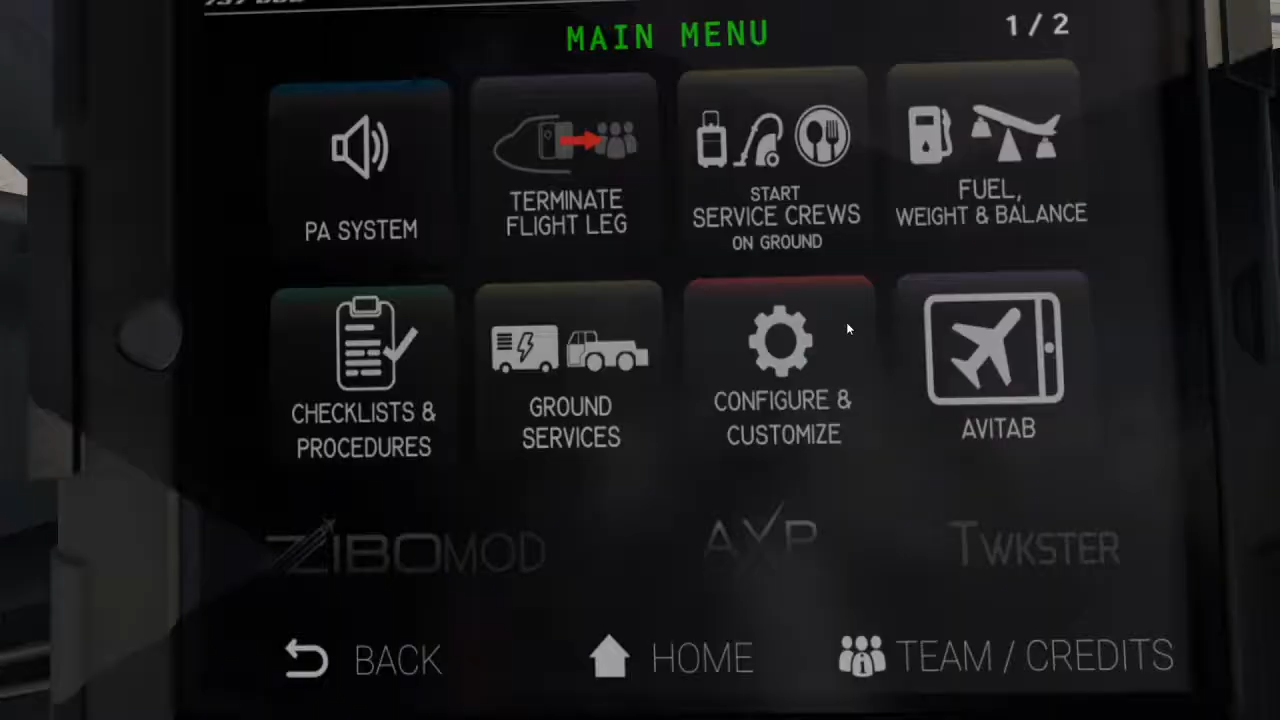 MAIN MENU
1 / 2
PA SYSTEM
TERMINATE
FLIGHT LEG
START
SERVICE CREWS
ON GROUND
FUEL,
WEIGHT & BALANCE
CHECKLISTS &
PROCEDURES
GROUND
SERVICES
CONFIGURE &
CUSTOMIZE
AVITAB
ZIBOMOD
AXP
TWKSTER
BACK
HOME
TEAM / CREDITS